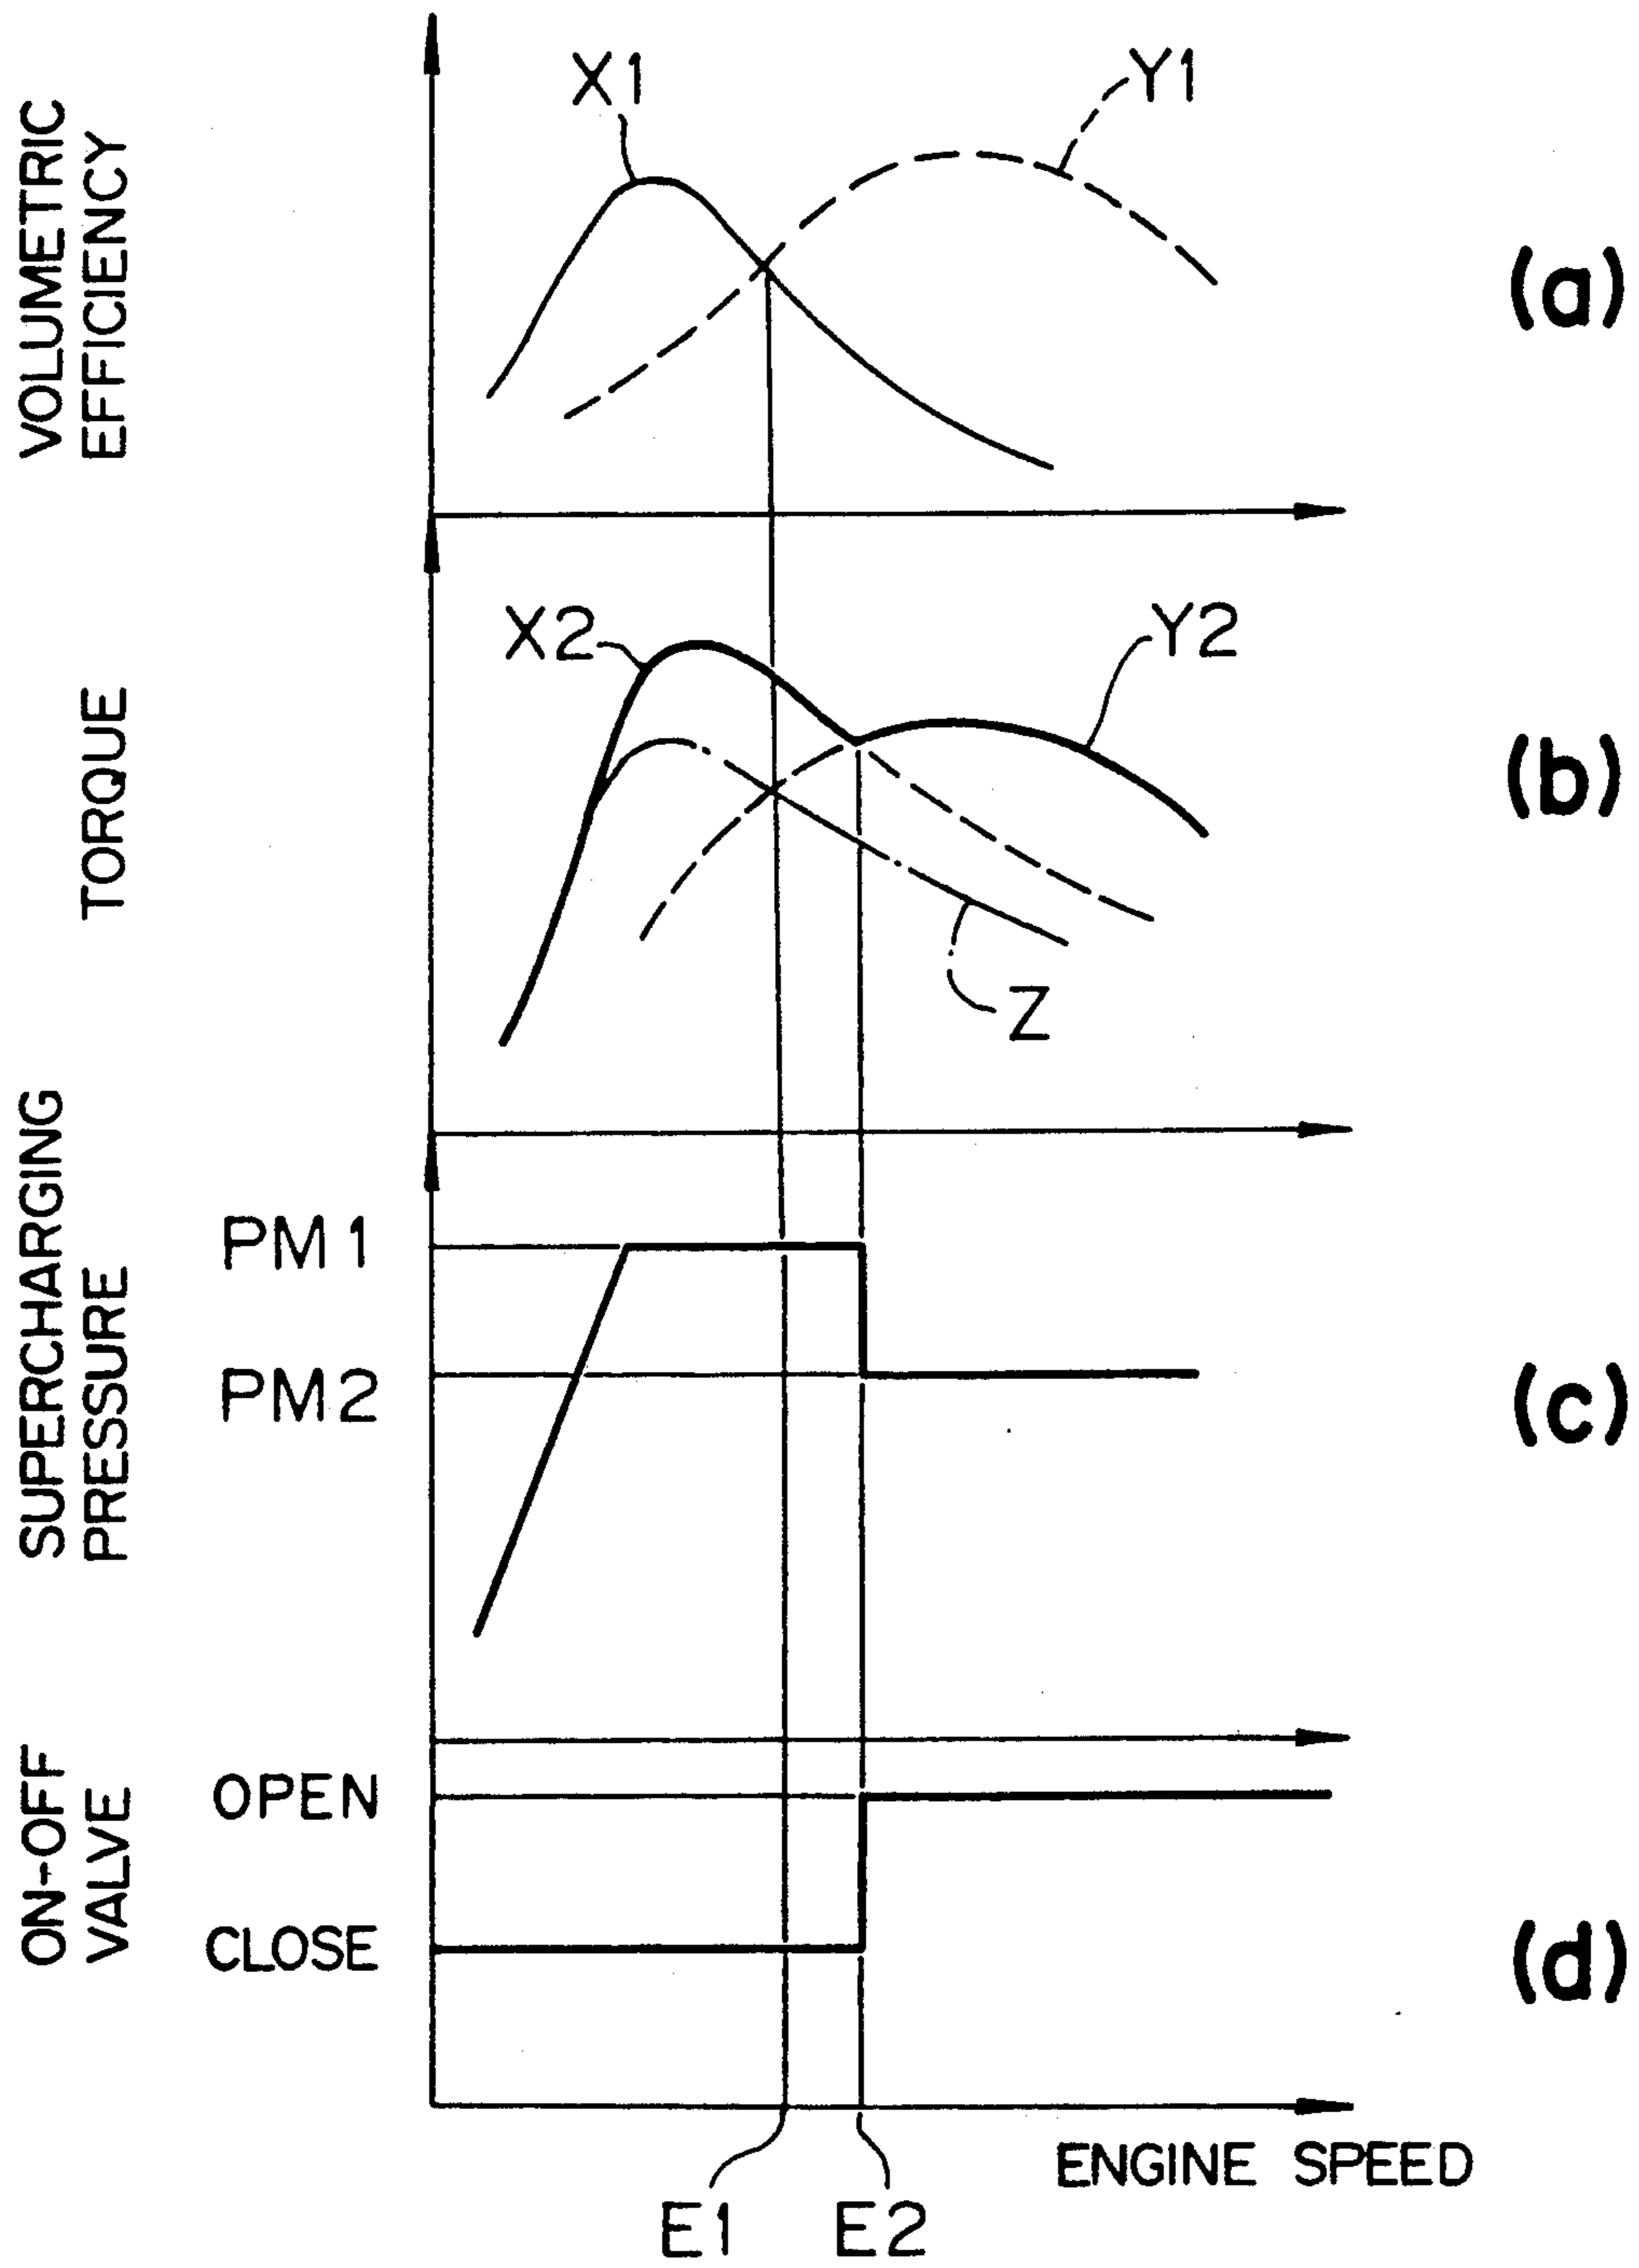 X1
Y1
VOLUMETRIC
EFFICIENCY
(a)
X2
Y2
TORQUE
(b)
Z
SUPERCHARGING
PRESSURE
PM1
PM2
(c)
ON-OFF
VALVE
OPEN
CLOSE
(d)
ENGINE SPEED
E1
E2